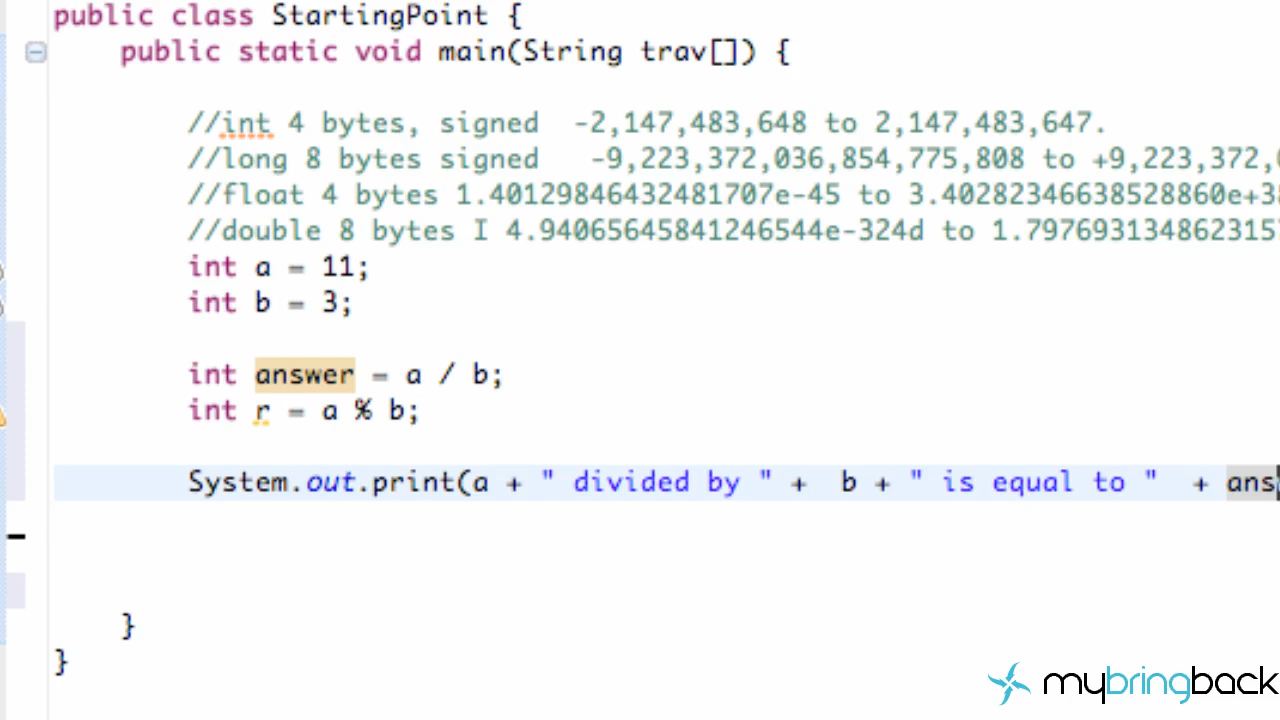 public class StartingPoint {
public static void main(String trav[]) {
//int 4 bytes, signed -2,147,483,648 to 2,147,483,647.
//long 8 bytes signed -9,223,372,036,854,775,808 to +9,223,372,0
//float 4 bytes 1.40129846432481707e-45 to 3.40282346638528860e+38
//double 8 bytes I 4.94065645841246544e-324d to 1.797693134862315
int a = 11;
int b = 3;
int answer = a / b;
int r = a % b;
System.out.print(a + " divided by " + b + " is equal to " + ans
}
}
mybringback